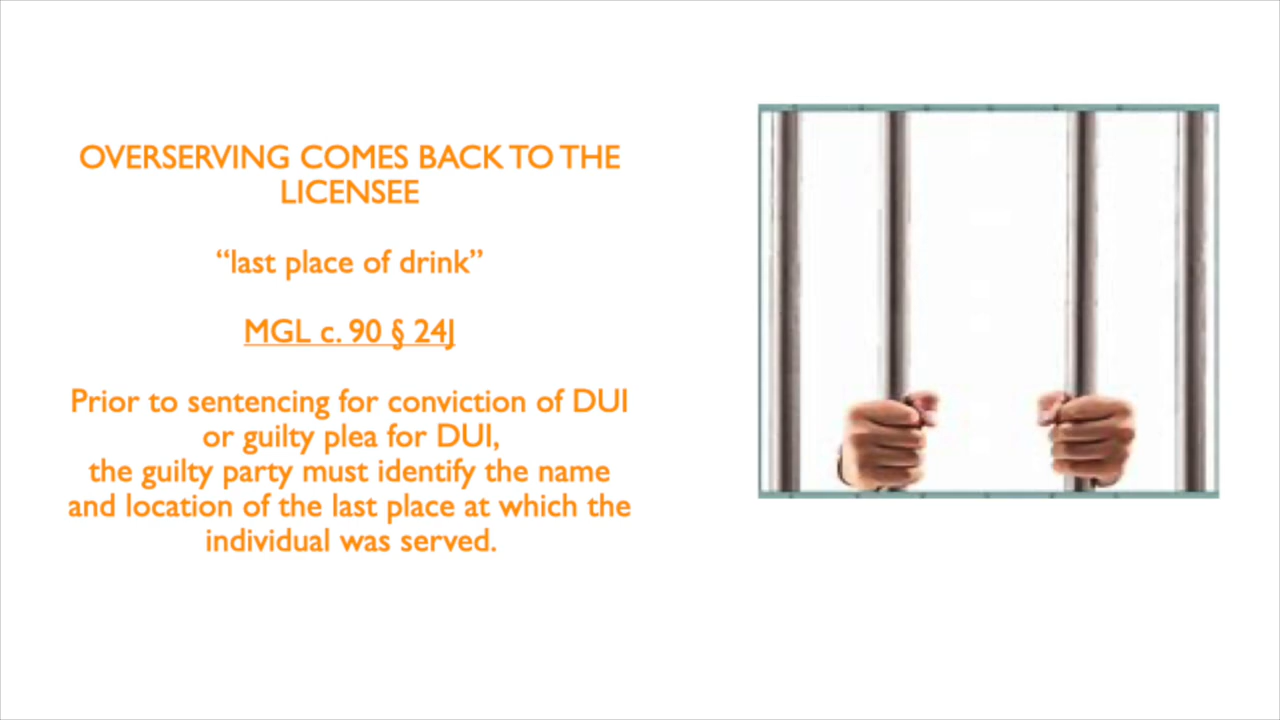 OVERSERVING COMES BACK TO THE
LICENSEE
“last place of drink”
MGL c. 90 § 24J
Prior to sentencing for conviction of DUI
or guilty plea for DUI,
the guilty party must identify the name
and location of the last place at which the
individual was served.